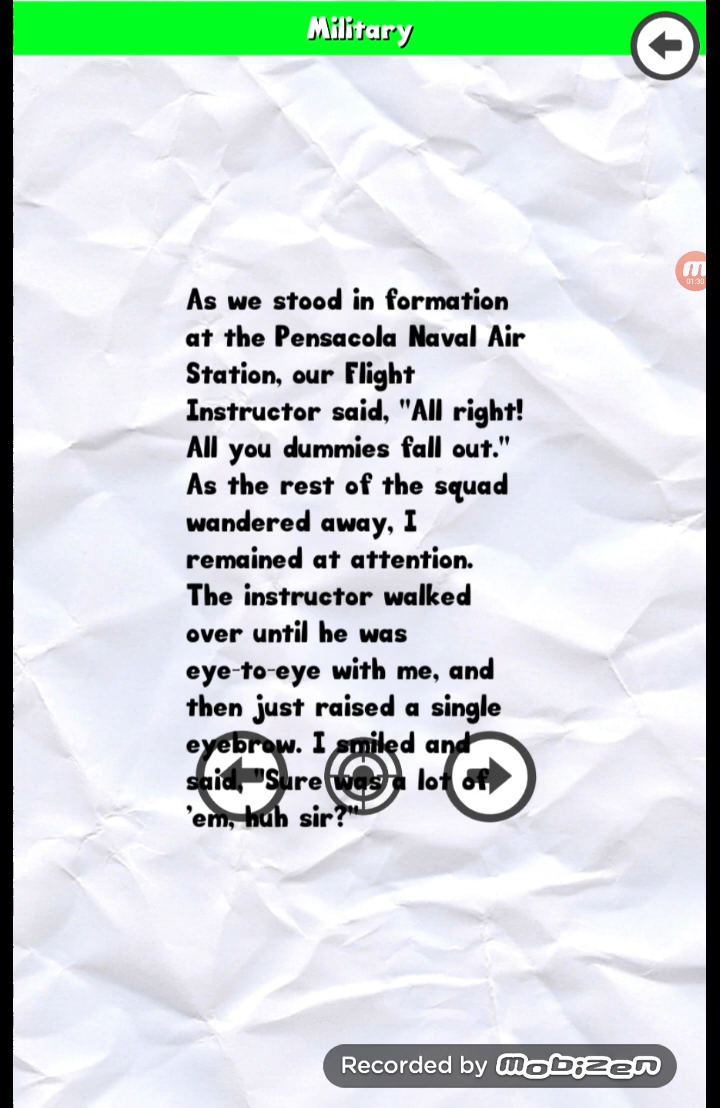 Military
01:30
As we stood in formation
at the Pensacola Naval Air
Station, our Flight
Instructor said, "All right!
All you dummies fall out."
As the rest of the squad
wandered away, I
remained at attention.
The instructor walked
over until he was
eye-to-eye with me, and
then just raised a single
eyebrow. I smiled and
said, "Sure was a lot of
'em, huh sir?"
Recorded by mobizen